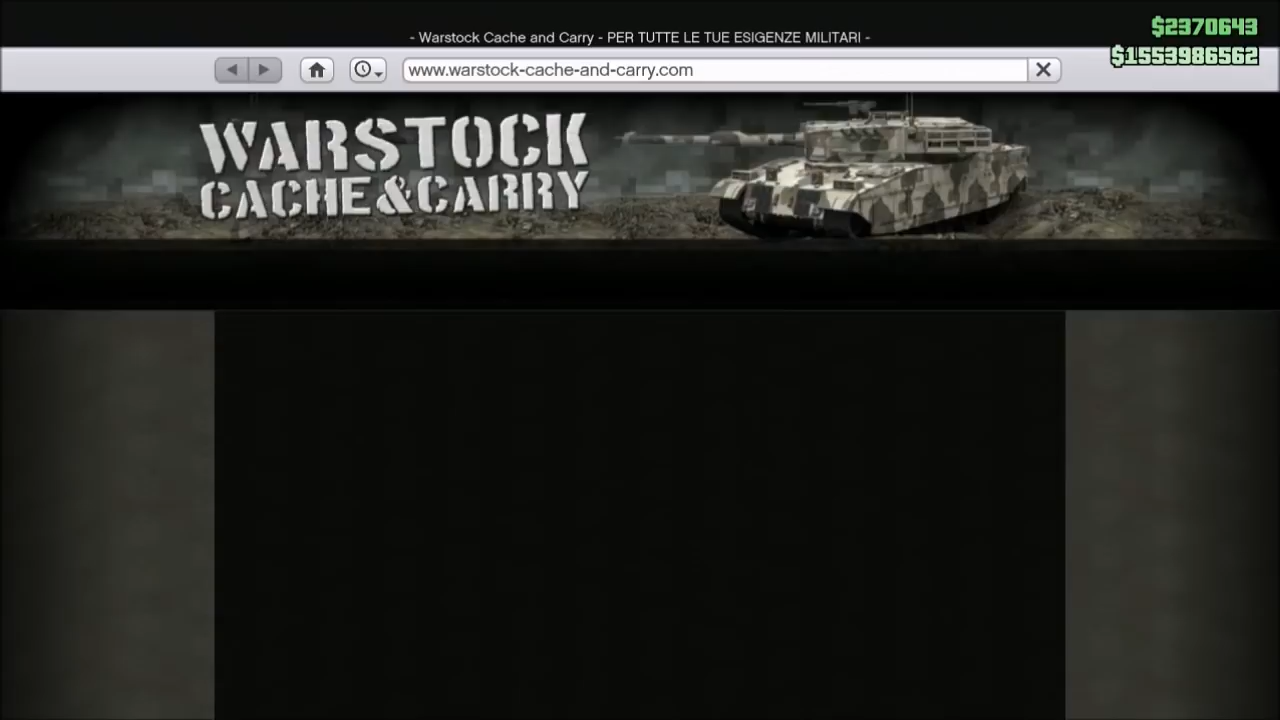 - Warstock Cache and Carry - PER TUTTE LE TUE ESIGENZE MILITARI -
$2370643
$1553986562
www.warstock-cache-and-carry.com
WARSTOCK
CACHE&CARRY